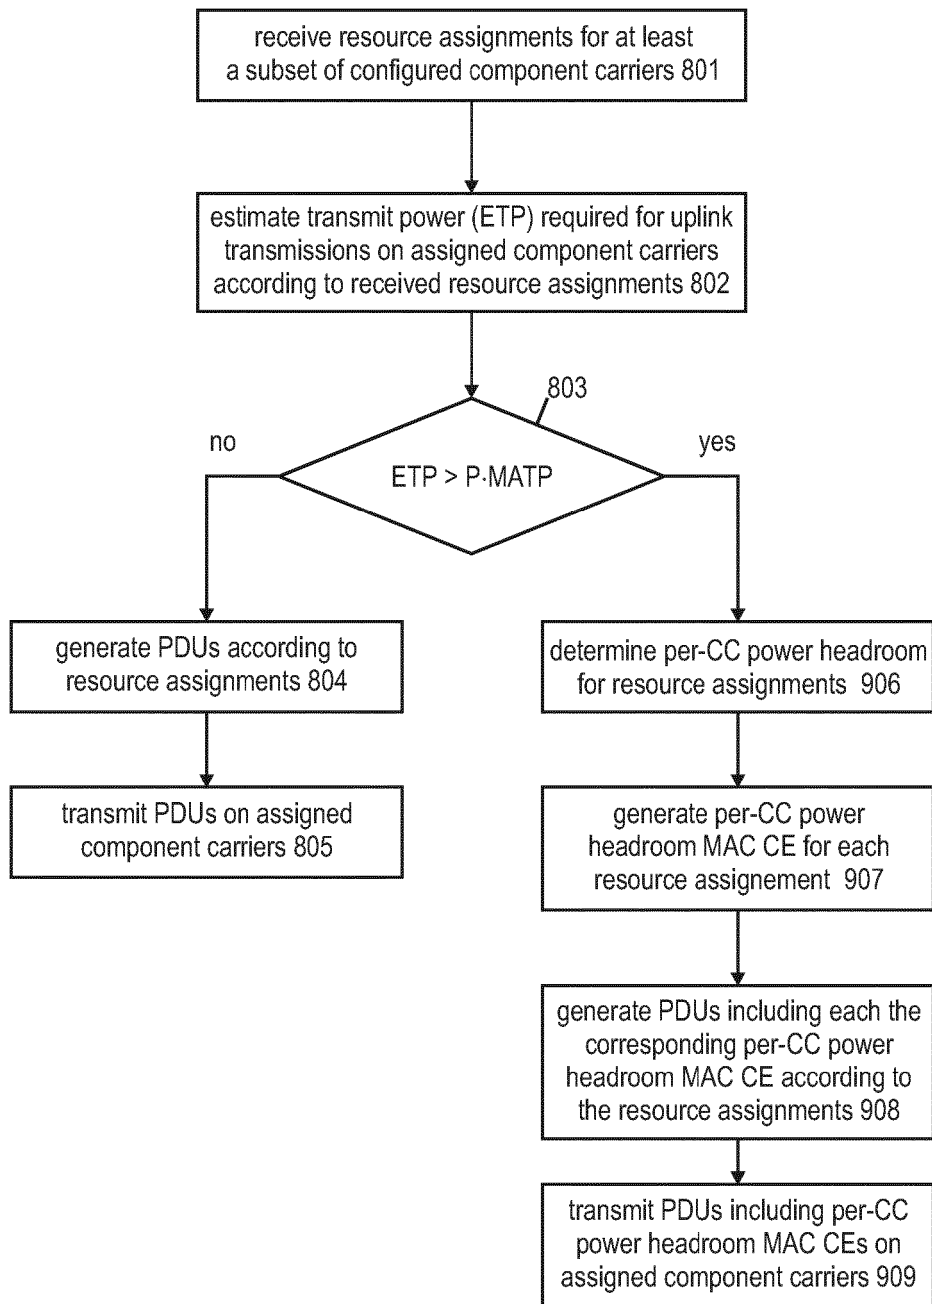 receive resource assignments for at least
a subset of configured component carriers 801
estimate transmit power (ETP) required for uplink
transmissions on assigned component carriers
according to received resource assignments 802
803
no
yes
ETP > P·MATP
generate PDUs according to
resource assignments 804
determine per-CC power headroom
for resource assignments 906
transmit PDUs on assigned
component carriers 805
generate per-CC power
headroom MAC CE for each
resource assignement 907
generate PDUs including each the
corresponding per-CC power
headroom MAC CE according to
the resource assignments 908
transmit PDUs including per-CC
power headroom MAC CEs on
assigned component carriers 909